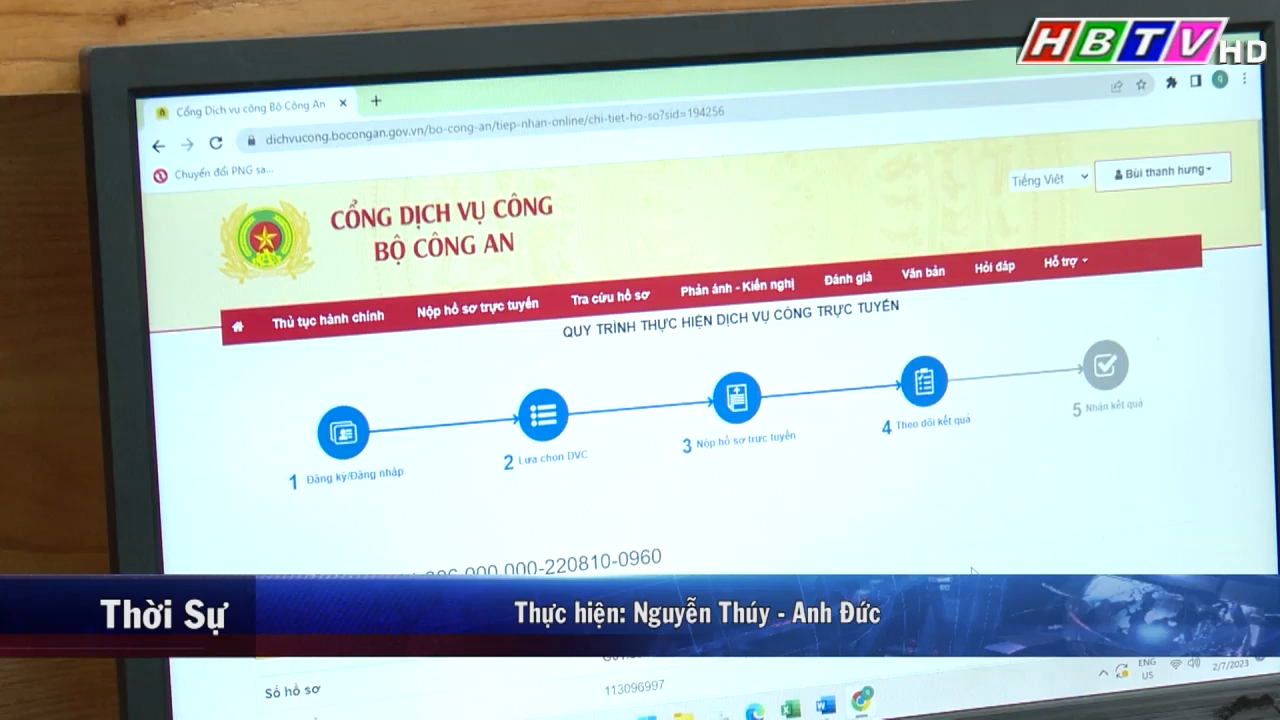 HBTV HD
Cổng Dịch vụ công Bộ Công An
dichvucong.bocongan.gov.vn/bo-cong-an/tiep-nhan-online/chi-tiet-ho-so?sid=194256
Chuyển đổi PNG sa...
Tiếng Việt
Bùi thanh hưng
CỔNG DỊCH VỤ CÔNG
BỘ CÔNG AN
Thủ tục hành chính Nộp hồ sơ trực tuyến Tra cứu hồ sơ Phản ánh - Kiến nghị Đánh giá Văn bản Hỏi đáp Hỗ trợ
QUY TRÌNH THỰC HIỆN DỊCH VỤ CÔNG TRỰC TUYẾN
1 Đăng ký/Đăng nhập
2 Lựa chọn DVC
3 Nộp hồ sơ trực tuyến
4 Theo dõi kết quả
5 Nhận kết quả
000.000-220810-0960
Thời Sự
Thực hiện: Nguyễn Thúy - Anh Đức
Số hồ sơ
113096997
ENG
US
2/7/2023